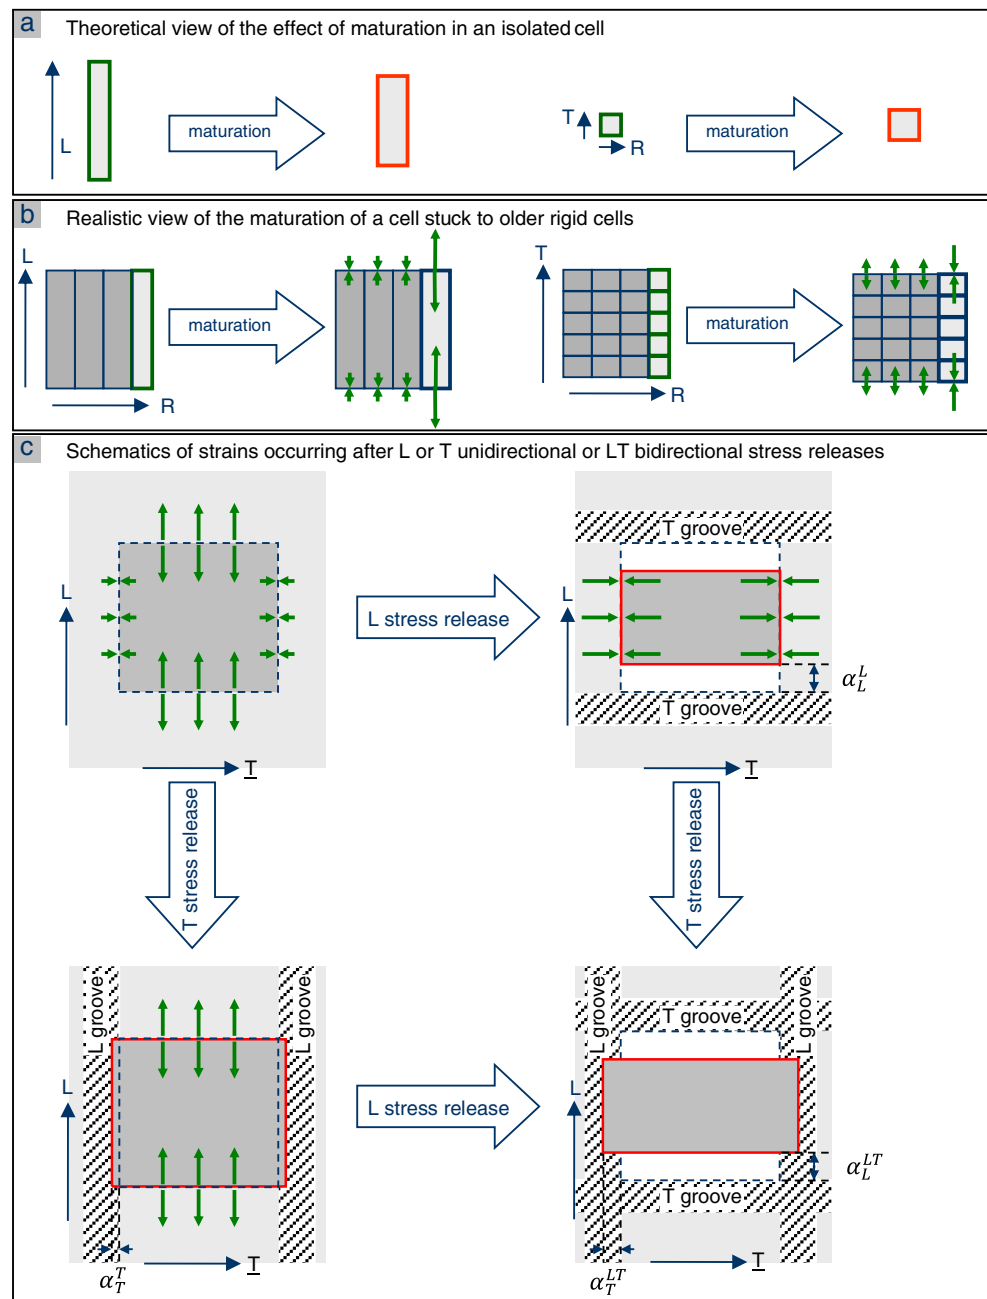 a Theoretical view of the effect of maturation in an isolated cell
L
maturation
T
R
maturation
b Realistic view of the maturation of a cell stuck to older rigid cells
L
R
maturation
T
R
maturation
c Schematics of strains occurring after L or T unidirectional or LT bidirectional stress releases
L
T
L stress release
T groove
L
T groove
α_L^L
T
T stress release
T stress release
L groove
L groove
L
α_T^T
T
L stress release
L groove
T groove
L groove
L
α_L^{LT}
T groove
α_T^{LT}
T